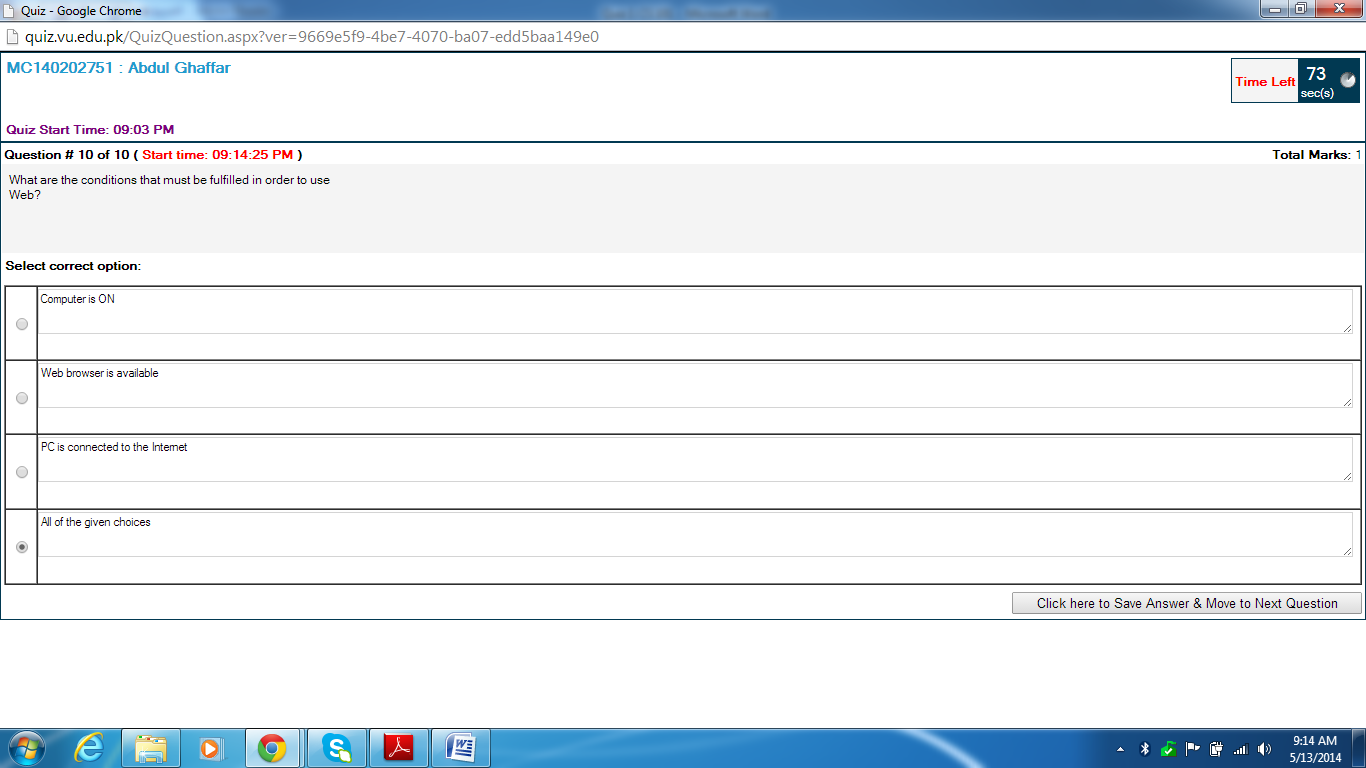 Quiz - Google Chrome
quiz.vu.edu.pk/QuizQuestion.aspx?ver=9669e5f9-4be7-4070-ba07-edd5baa149e0
MC140202751 : Abdul Ghaffar
Time Left 73
sec(s)
Quiz Start Time: 09:03 PM
Question # 10 of 10 ( Start time: 09:14:25 PM ) Total Marks: 1
What are the conditions that must be fulfilled in order to use
Web?
Select correct option:
Computer is ON
Web browser is available
PC is connected to the Internet
All of the given choices
Click here to Save Answer & Move to Next Question
9:14 AM
5/13/2014